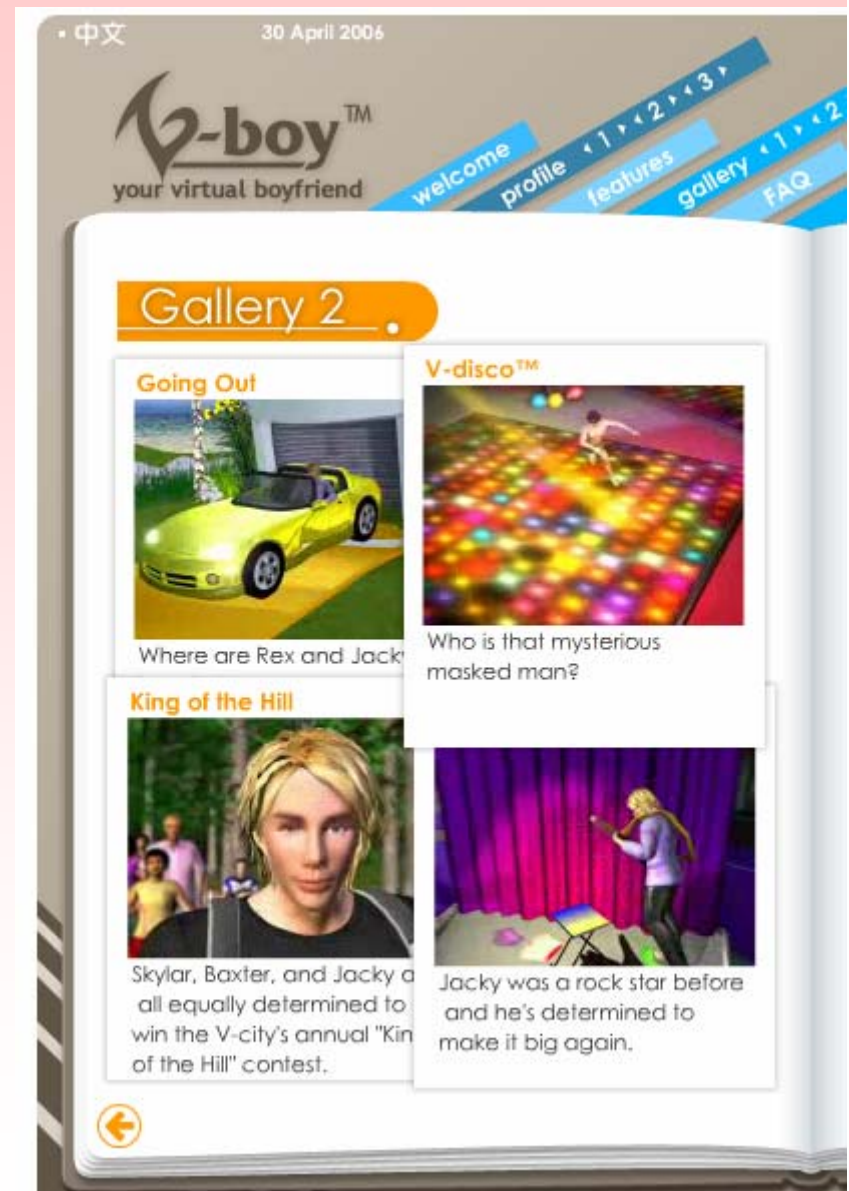 中文
30 April 2006
V-boy™
your virtual boyfriend
welcome
profile 1 2 3
features
gallery 1 2
FAQ
Gallery 2
Going Out
Where are Rex and Jacky
V-disco™
Who is that mysterious
masked man?
King of the Hill
Skylar, Baxter, and Jacky a
all equally determined to
win the V-city's annual "Kin
of the Hill" contest.
Jacky was a rock star before
and he's determined to
make it big again.